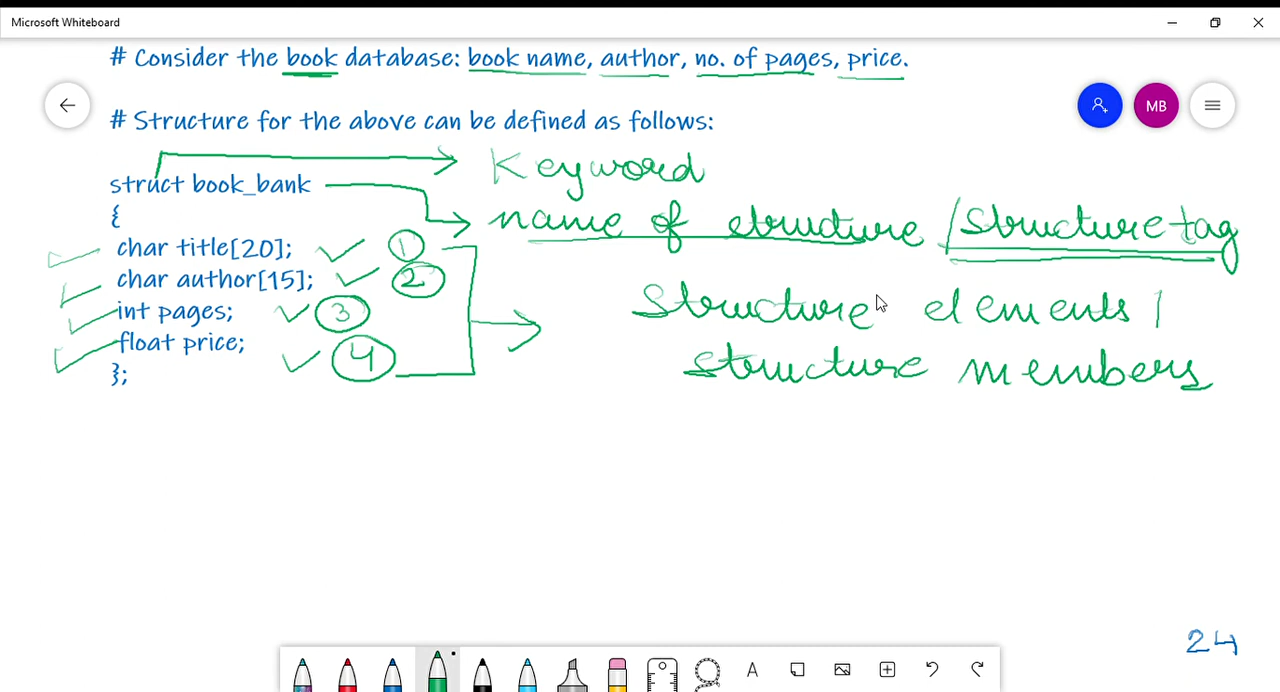 Microsoft Whiteboard
# Consider the book database: book name, author, no. of pages, price.
MB
# Structure for the above can be defined as follows:
Keyword
struct book_bank
name of structure / structure tag
{
char title[20]; 1
char author[15]; 2
int pages; 3
structure elements /
float price; 4
structure members
};
24
A